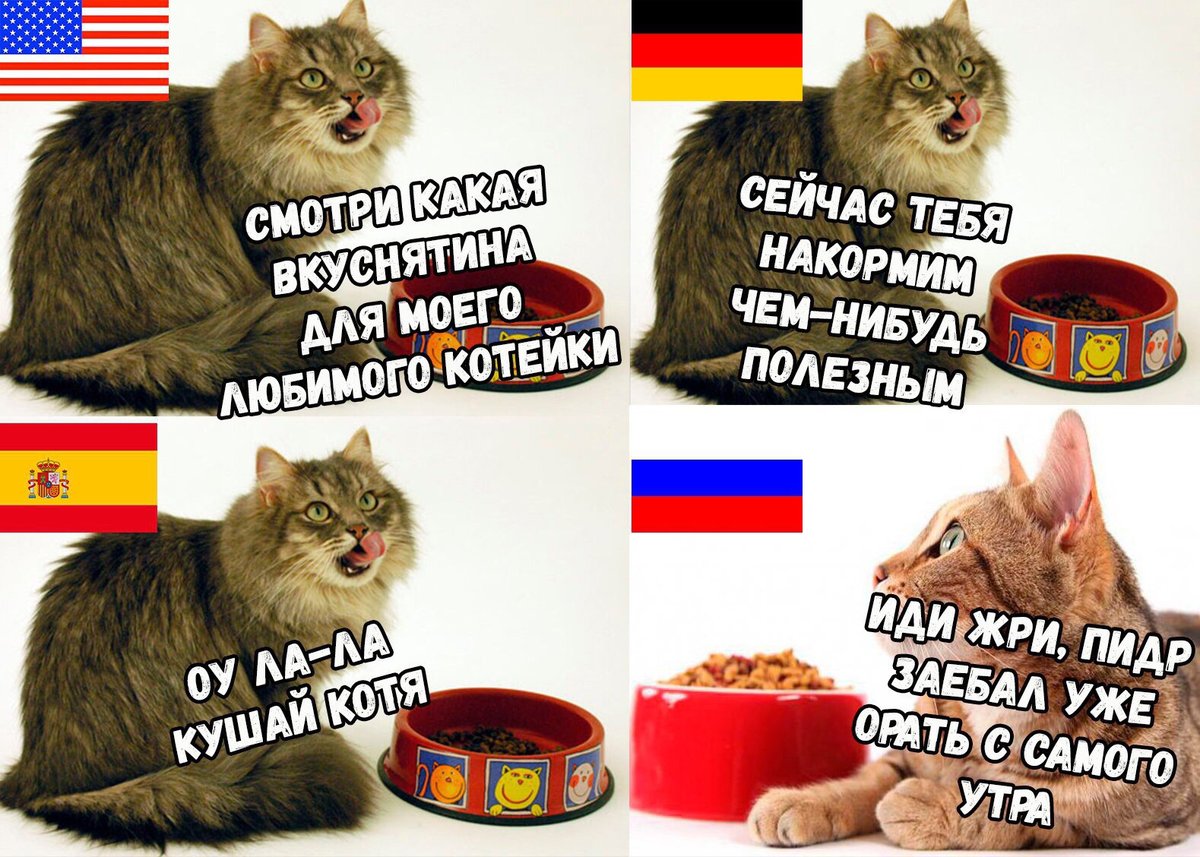 СМОТРИ КАКАЯ
ВКУСНЯТИНА
ДЛЯ МОЕГО
ЛЮБИМОГО КОТЕЙКИ
СЕЙЧАС ТЕБЯ
НАКОРМИМ
ЧЕМ-НИБУДЬ
ПОЛЕЗНЫМ
ОУ ЛА-ЛА
КУШАЙ КОТЯ
ИДИ ЖРИ, ПИДР
ЗАЕБАЛ УЖЕ
ОРАТЬ С САМОГО
УТРА